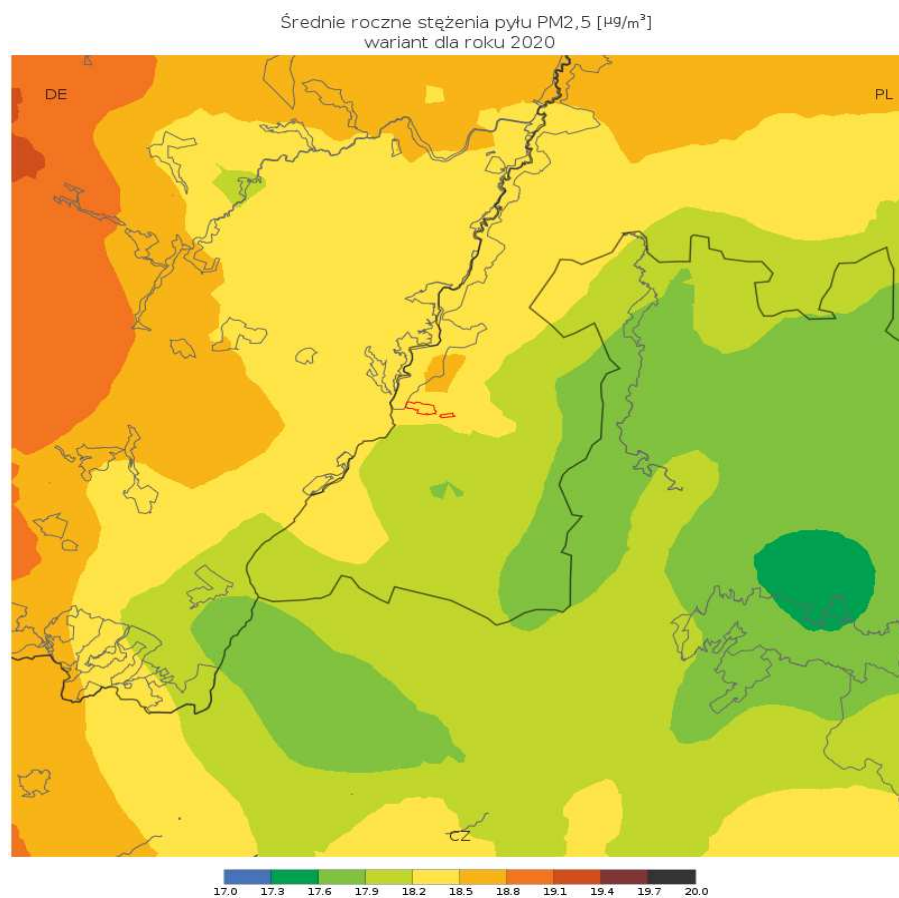 Średnie roczne stężenia pyłu PM2,5 [µg/m³]
wariant dla roku 2020
DE
PL
CZ
17.0 17.3 17.6 17.9 18.2 18.5 18.8 19.1 19.4 19.7 20.0